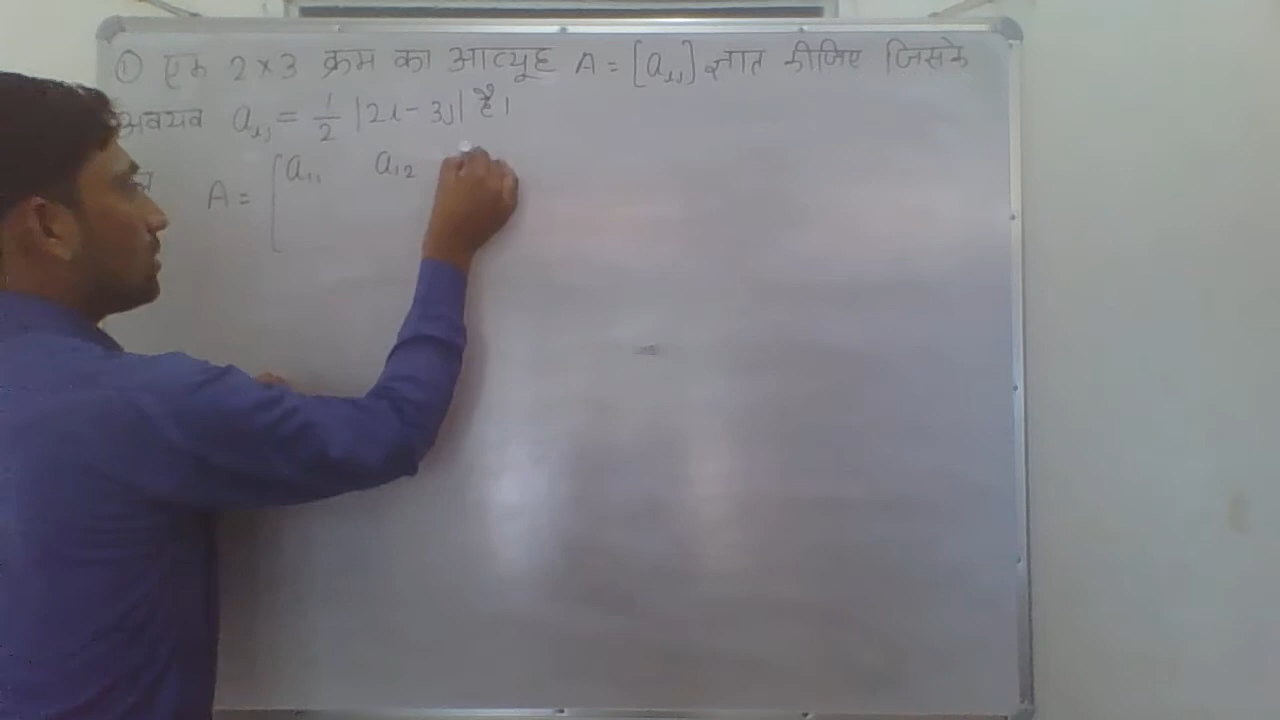 ① एक 2 × 3 क्रम का आव्यूह A = [aᵢⱼ] ज्ञात कीजिए जिसके
अवयव aᵢⱼ = 1/2 |2i - 3j| है।
A = [a₁₁ a₁₂